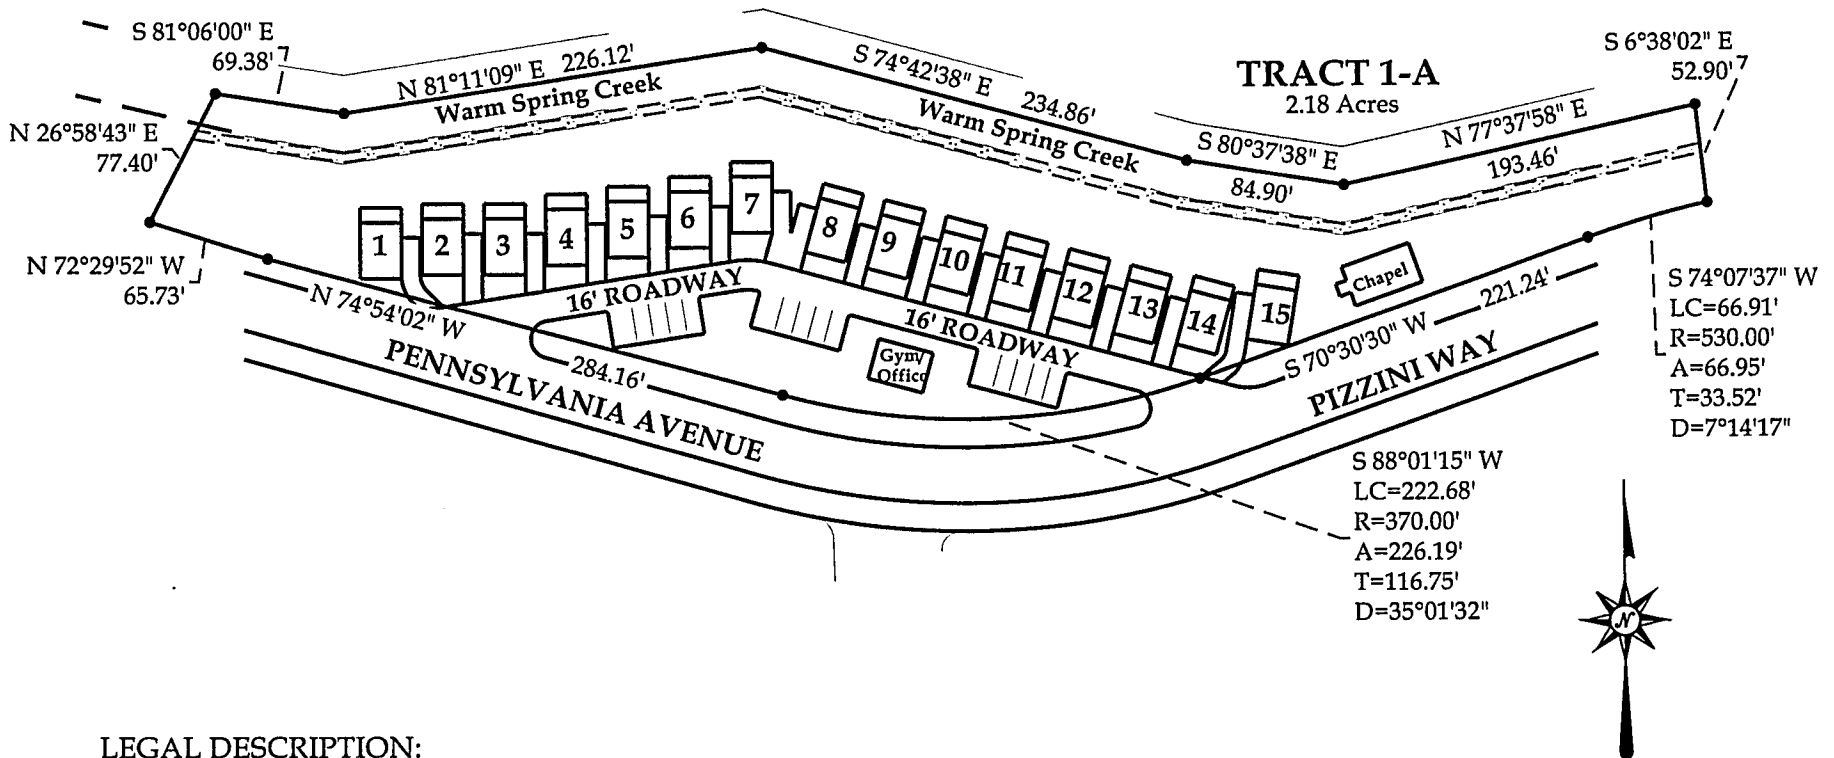 S 81°06'00" E
69.38'
N 81°11'09" E 226.12'
Warm Spring Creek
S 74°42'38" E 234.86'
Warm Spring Creek
TRACT 1-A
2.18 Acres
S 6°38'02" E
52.90'
S 80°37'38" E
84.90'
N 77°37'58" E
193.46'
N 26°58'43" E
77.40'
N 72°29'52" W
65.73'
1
2
3
4
5
6
7
8
9
10
11
12
13
14
15
Chapel
16' ROADWAY
16' ROADWAY
Gym/
Office
N 74°54'02" W
284.16'
PENNSYLVANIA AVENUE
S 70°30'30" W 221.24'
PIZZINI WAY
S 74°07'37" W
LC=66.91'
R=530.00'
A=66.95'
T=33.52'
D=7°14'17"
S 88°01'15" W
LC=222.68'
R=370.00'
A=226.19'
T=116.75'
D=35°01'32"
N
LEGAL DESCRIPTION: